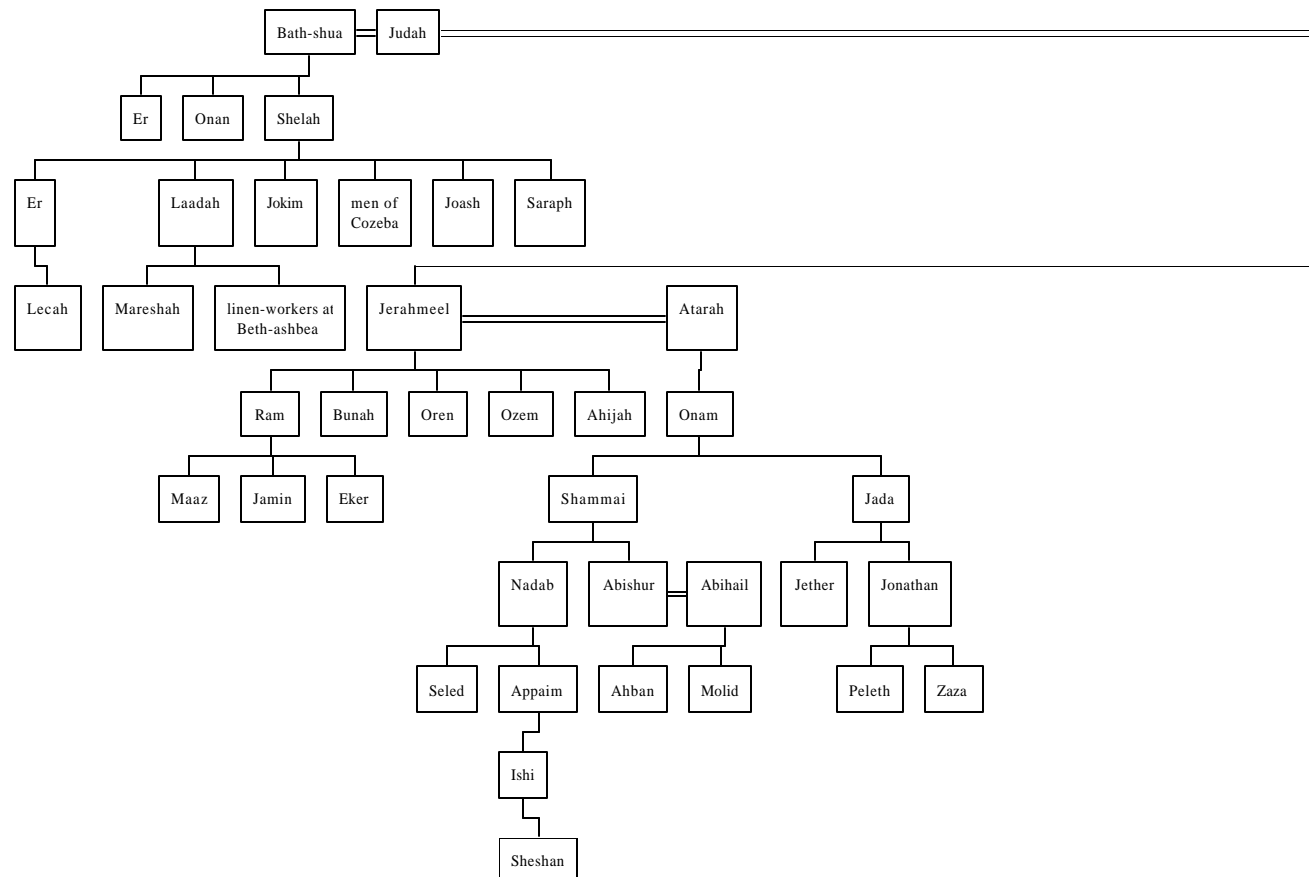 Bath-shua
Judah
Er
Onan
Shelah
Er
Laadah
Jokim
men of
Cozeba
Joash
Saraph
Lecah
Mareshah
linen-workers at
Beth-ashbea
Jerahmeel
Atarah
Ram
Bunah
Oren
Ozem
Ahijah
Onam
Maaz
Jamin
Eker
Shammai
Jada
Nadab
Abishur
Abihail
Jether
Jonathan
Seled
Appaim
Ahban
Molid
Peleth
Zaza
Ishi
Sheshan